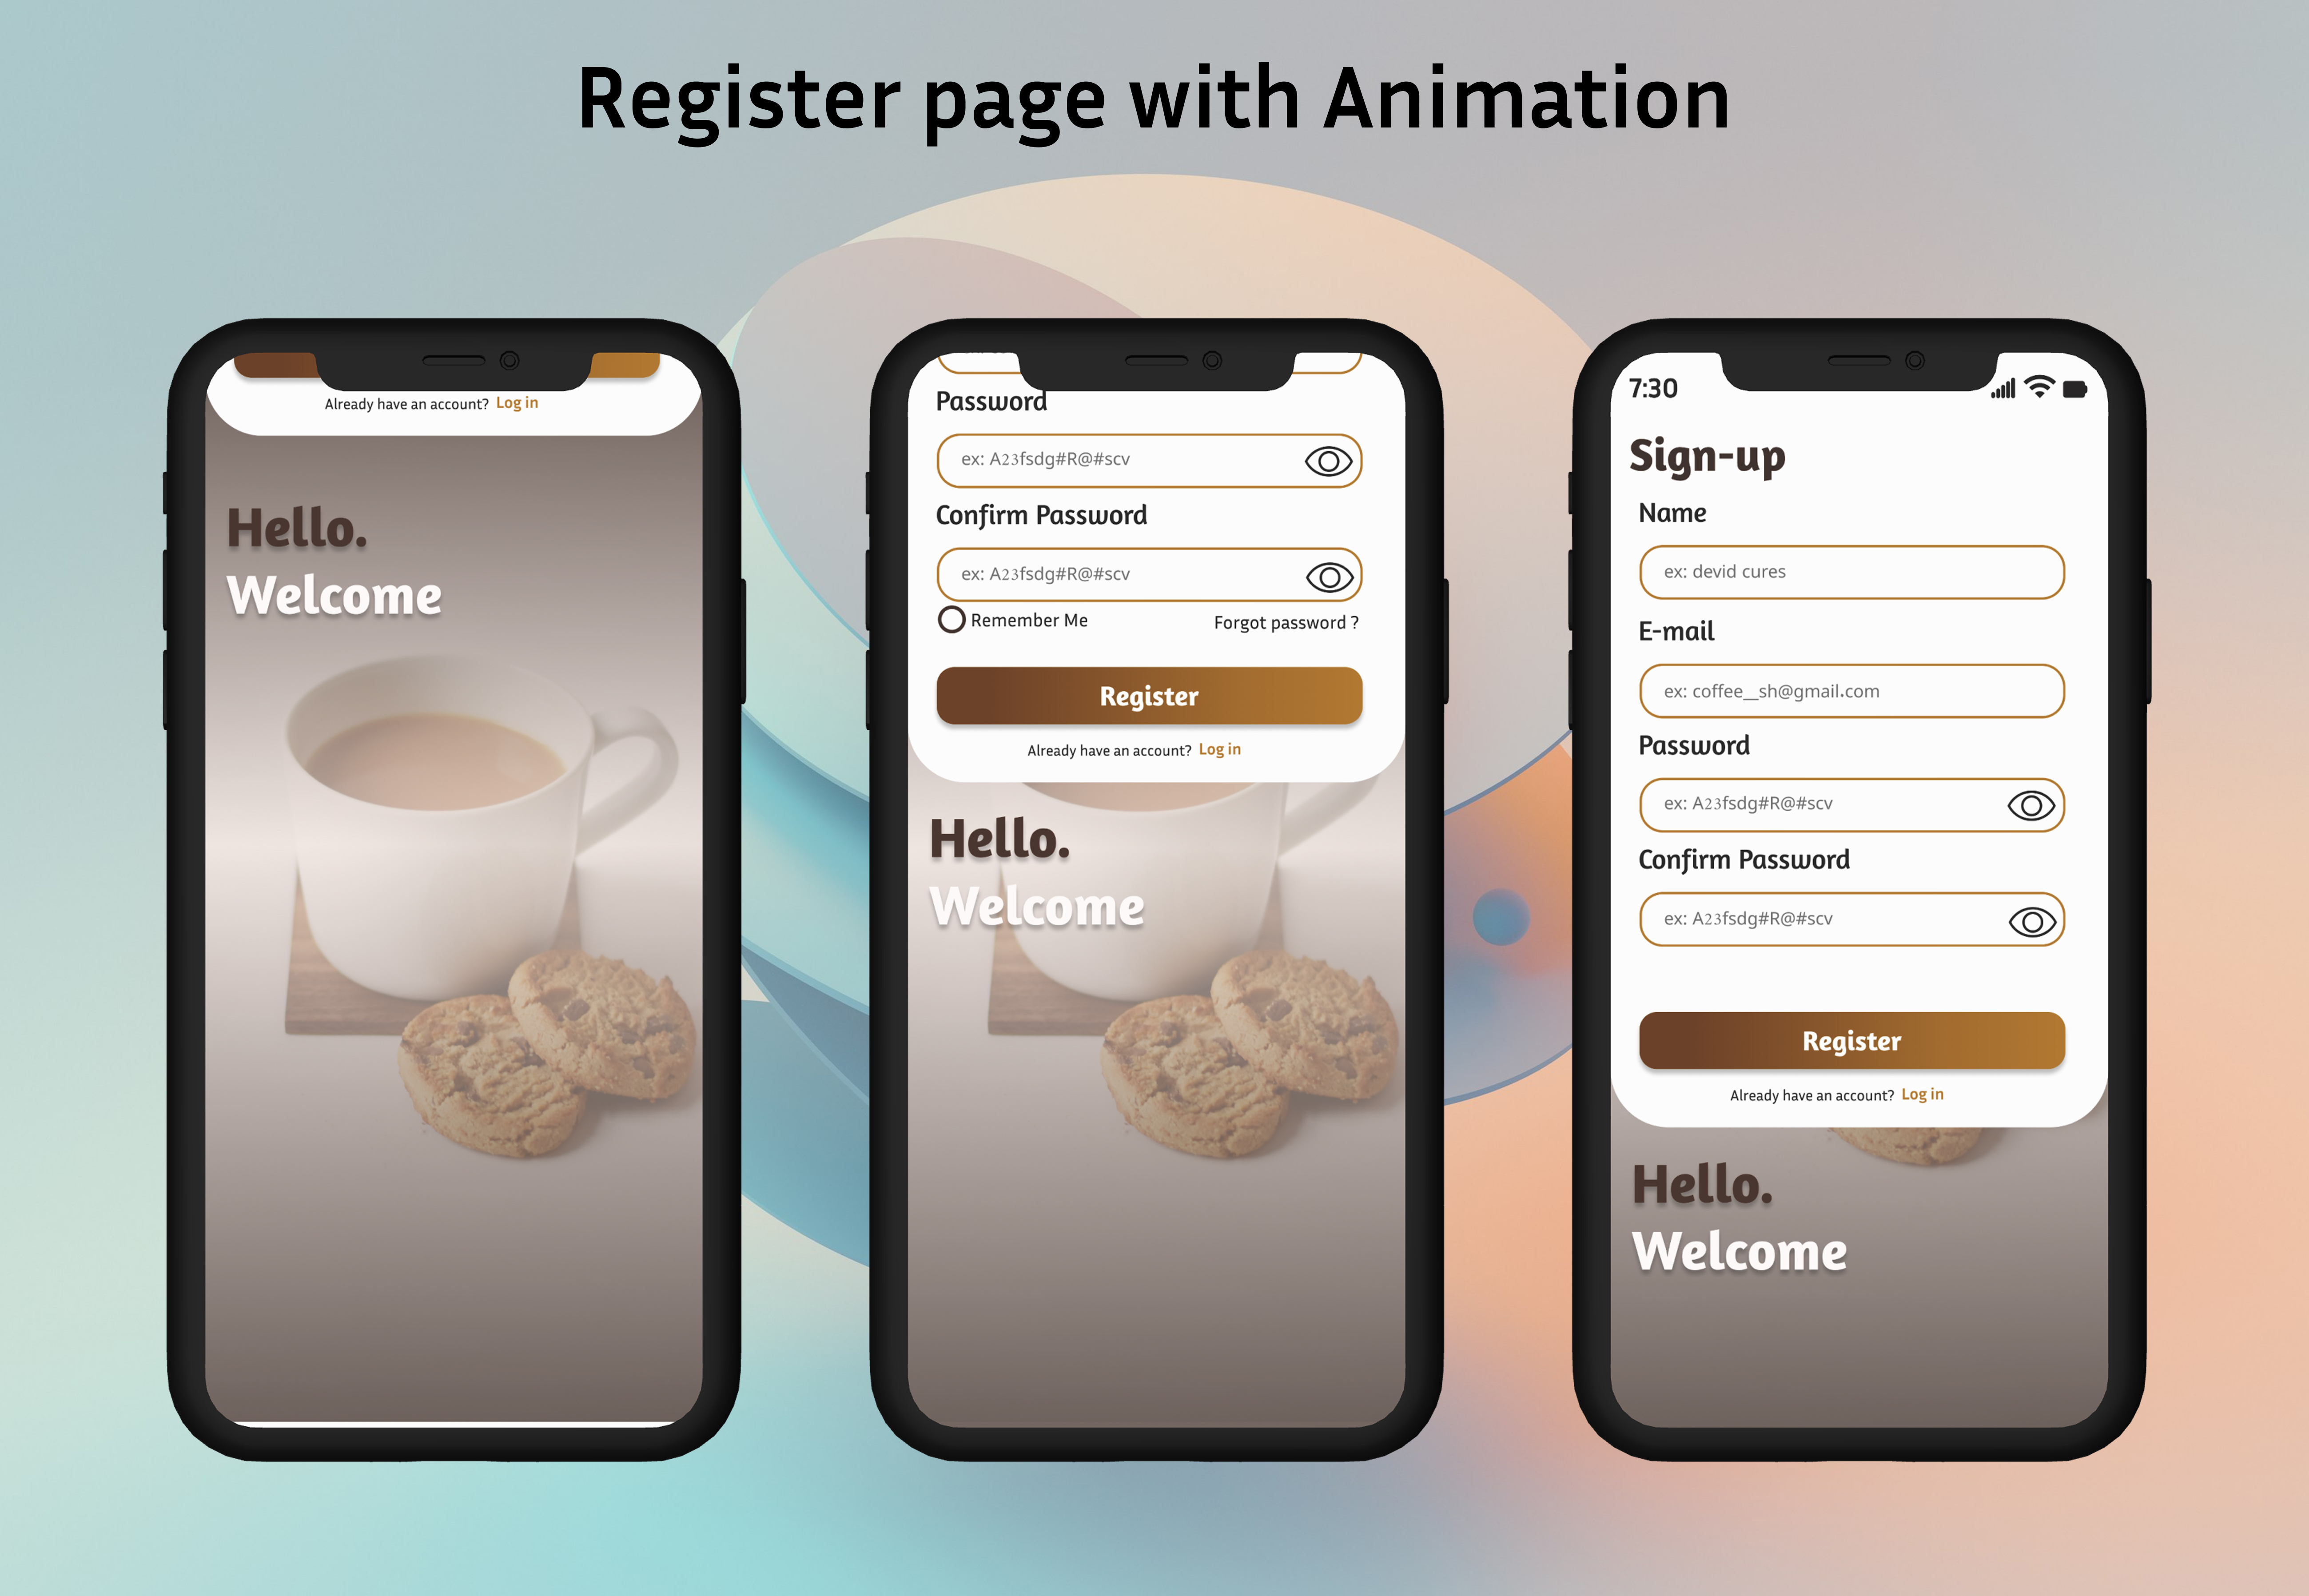 Register page with Animation
Already have an account? Log in
Hello.
Welcome
Password
ex: A23fsdg#R@#scv
Confirm Password
ex: A23fsdg#R@#scv
Remember Me Forgot password ?
Register
Already have an account? Log in
Hello.
Welcome
7:30
Sign-up
Name
ex: devid cures
E-mail
ex: coffee__sh@gmail.com
Password
ex: A23fsdg#R@#scv
Confirm Password
ex: A23fsdg#R@#scv
Register
Already have an account? Log in
Hello.
Welcome